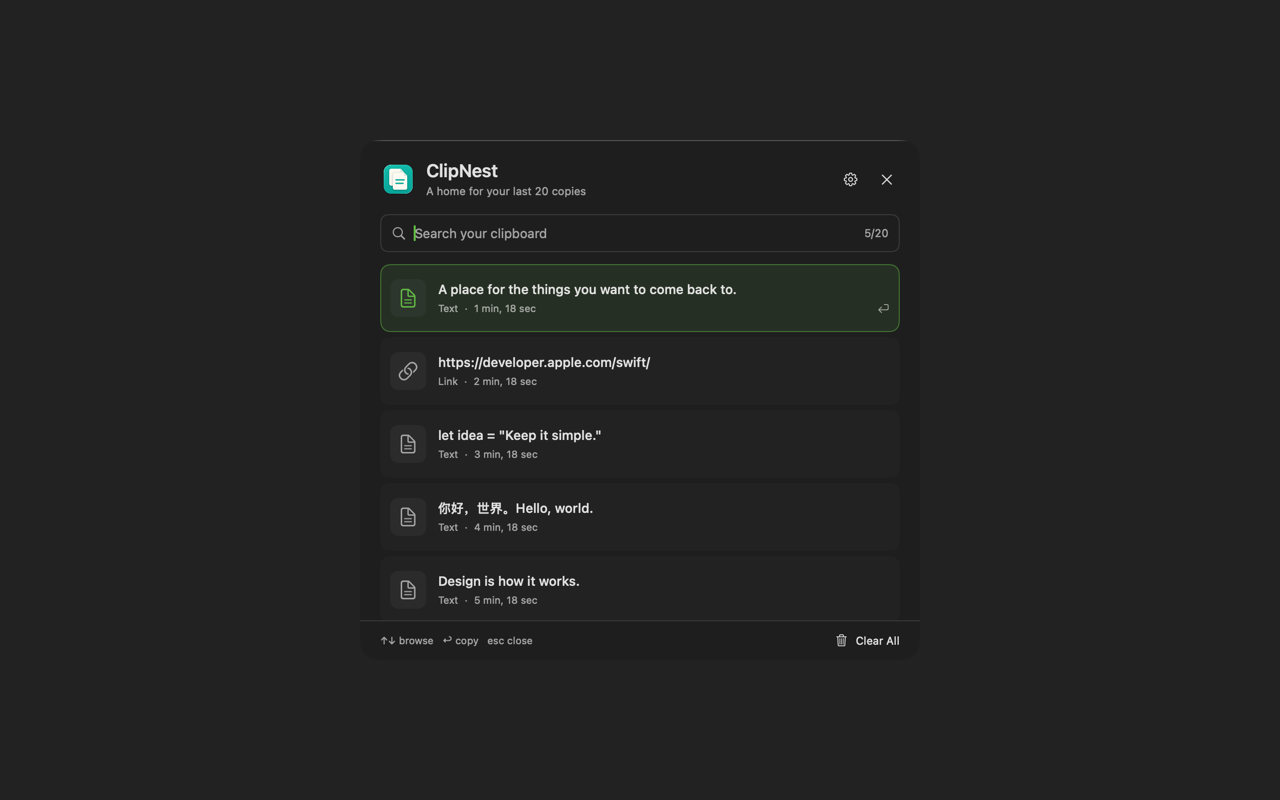 ClipNest
A home for your last 20 copies
Search your clipboard 5/20
A place for the things you want to come back to.
Text · 1 min, 18 sec
https://developer.apple.com/swift/
Link · 2 min, 18 sec
let idea = "Keep it simple."
Text · 3 min, 18 sec
你好，世界。Hello, world.
Text · 4 min, 18 sec
Design is how it works.
Text · 5 min, 18 sec
↑↓ browse ↩ copy esc close Clear All